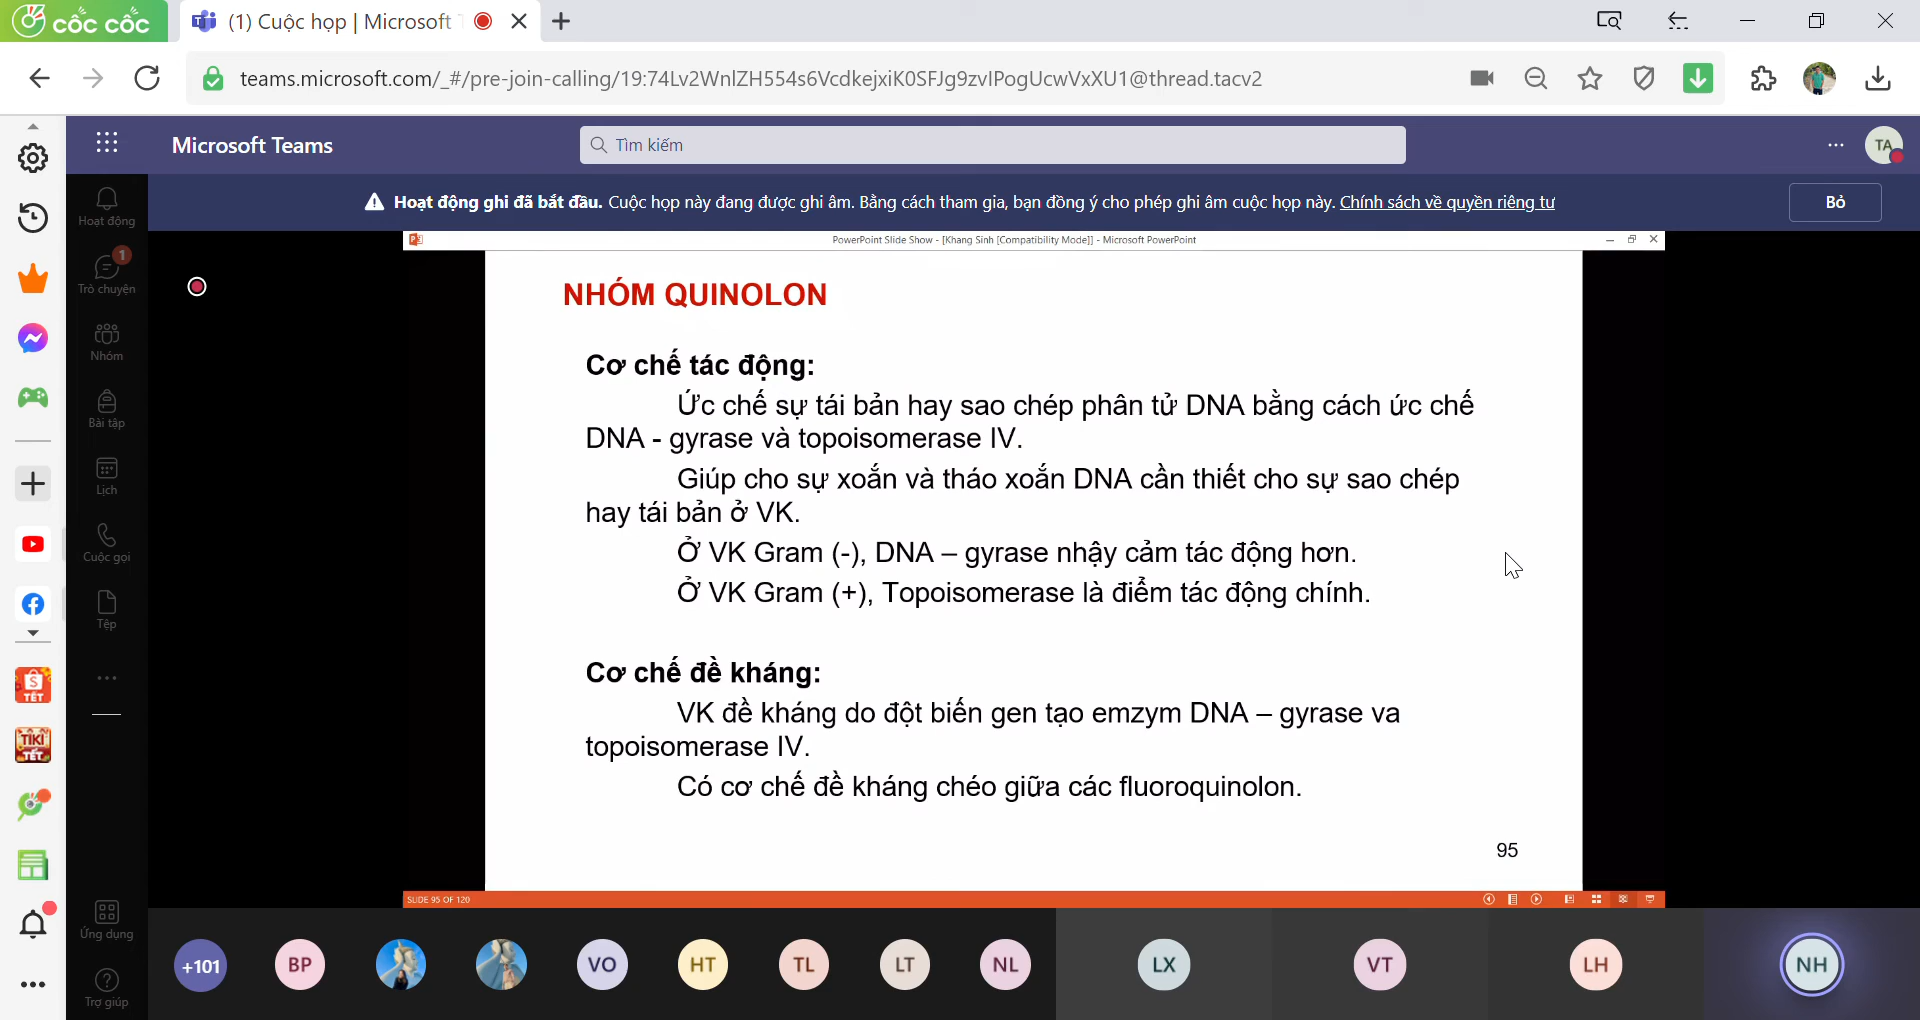 cốc cốc
(1) Cuộc họp | Microsoft
teams.microsoft.com/_#/pre-join-calling/19:74Lv2WnlZH554s6VcdkejxiK0SFJg9zvIPogUcwVxXU1@thread.tacv2
Microsoft Teams
Tìm kiếm
TA
Hoạt động ghi đã bắt đầu. Cuộc họp này đang được ghi âm. Bằng cách tham gia, bạn đồng ý cho phép ghi âm cuộc họp này. Chính sách về quyền riêng tư
Bỏ
Hoạt động
1
Trò chuyện
Nhóm
Bài tập
Lịch
Cuộc gọi
Tệp
Ứng dụng
Trợ giúp
TẾT
TIKI
TẾT
PowerPoint Slide Show - [Khang Sinh [Compatibility Mode]] - Microsoft PowerPoint
NHÓM QUINOLON
Cơ chế tác động:
Ức chế sự tái bản hay sao chép phân tử DNA bằng cách ức chế
DNA - gyrase và topoisomerase IV.
Giúp cho sự xoắn và tháo xoắn DNA cần thiết cho sự sao chép
hay tái bản ở VK.
Ở VK Gram (-), DNA – gyrase nhậy cảm tác động hơn.
Ở VK Gram (+), Topoisomerase là điểm tác động chính.
Cơ chế đề kháng:
VK đề kháng do đột biến gen tạo emzym DNA – gyrase va
topoisomerase IV.
Có cơ chế đề kháng chéo giữa các fluoroquinolon.
95
SLIDE 95 OF 120
+101
BP
VO
HT
TL
LT
NL
LX
VT
LH
NH